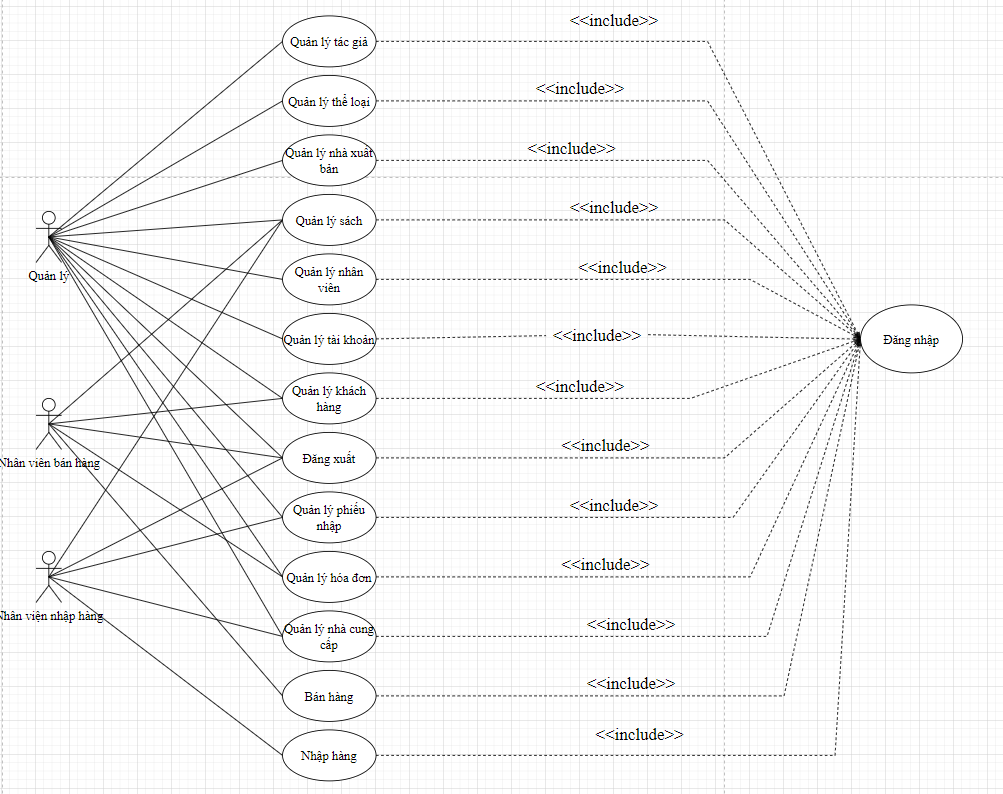 <<include>>
Quản lý tác giả
<<include>>
Quản lý thể loại
<<include>>
Quản lý nhà xuất
bản
<<include>>
Quản lý sách
Quản lý
<<include>>
Quản lý nhân
viên
<<include>>
Quản lý tài khoản
Đăng nhập
<<include>>
Quản lý khách
hàng
<<include>>
Đăng xuất
Nhân viên bán hàng
<<include>>
Quản lý phiếu
nhập
<<include>>
Quản lý hóa đơn
Nhân viện nhập hàng
<<include>>
Quản lý nhà cung
cấp
<<include>>
Bán hàng
<<include>>
Nhập hàng